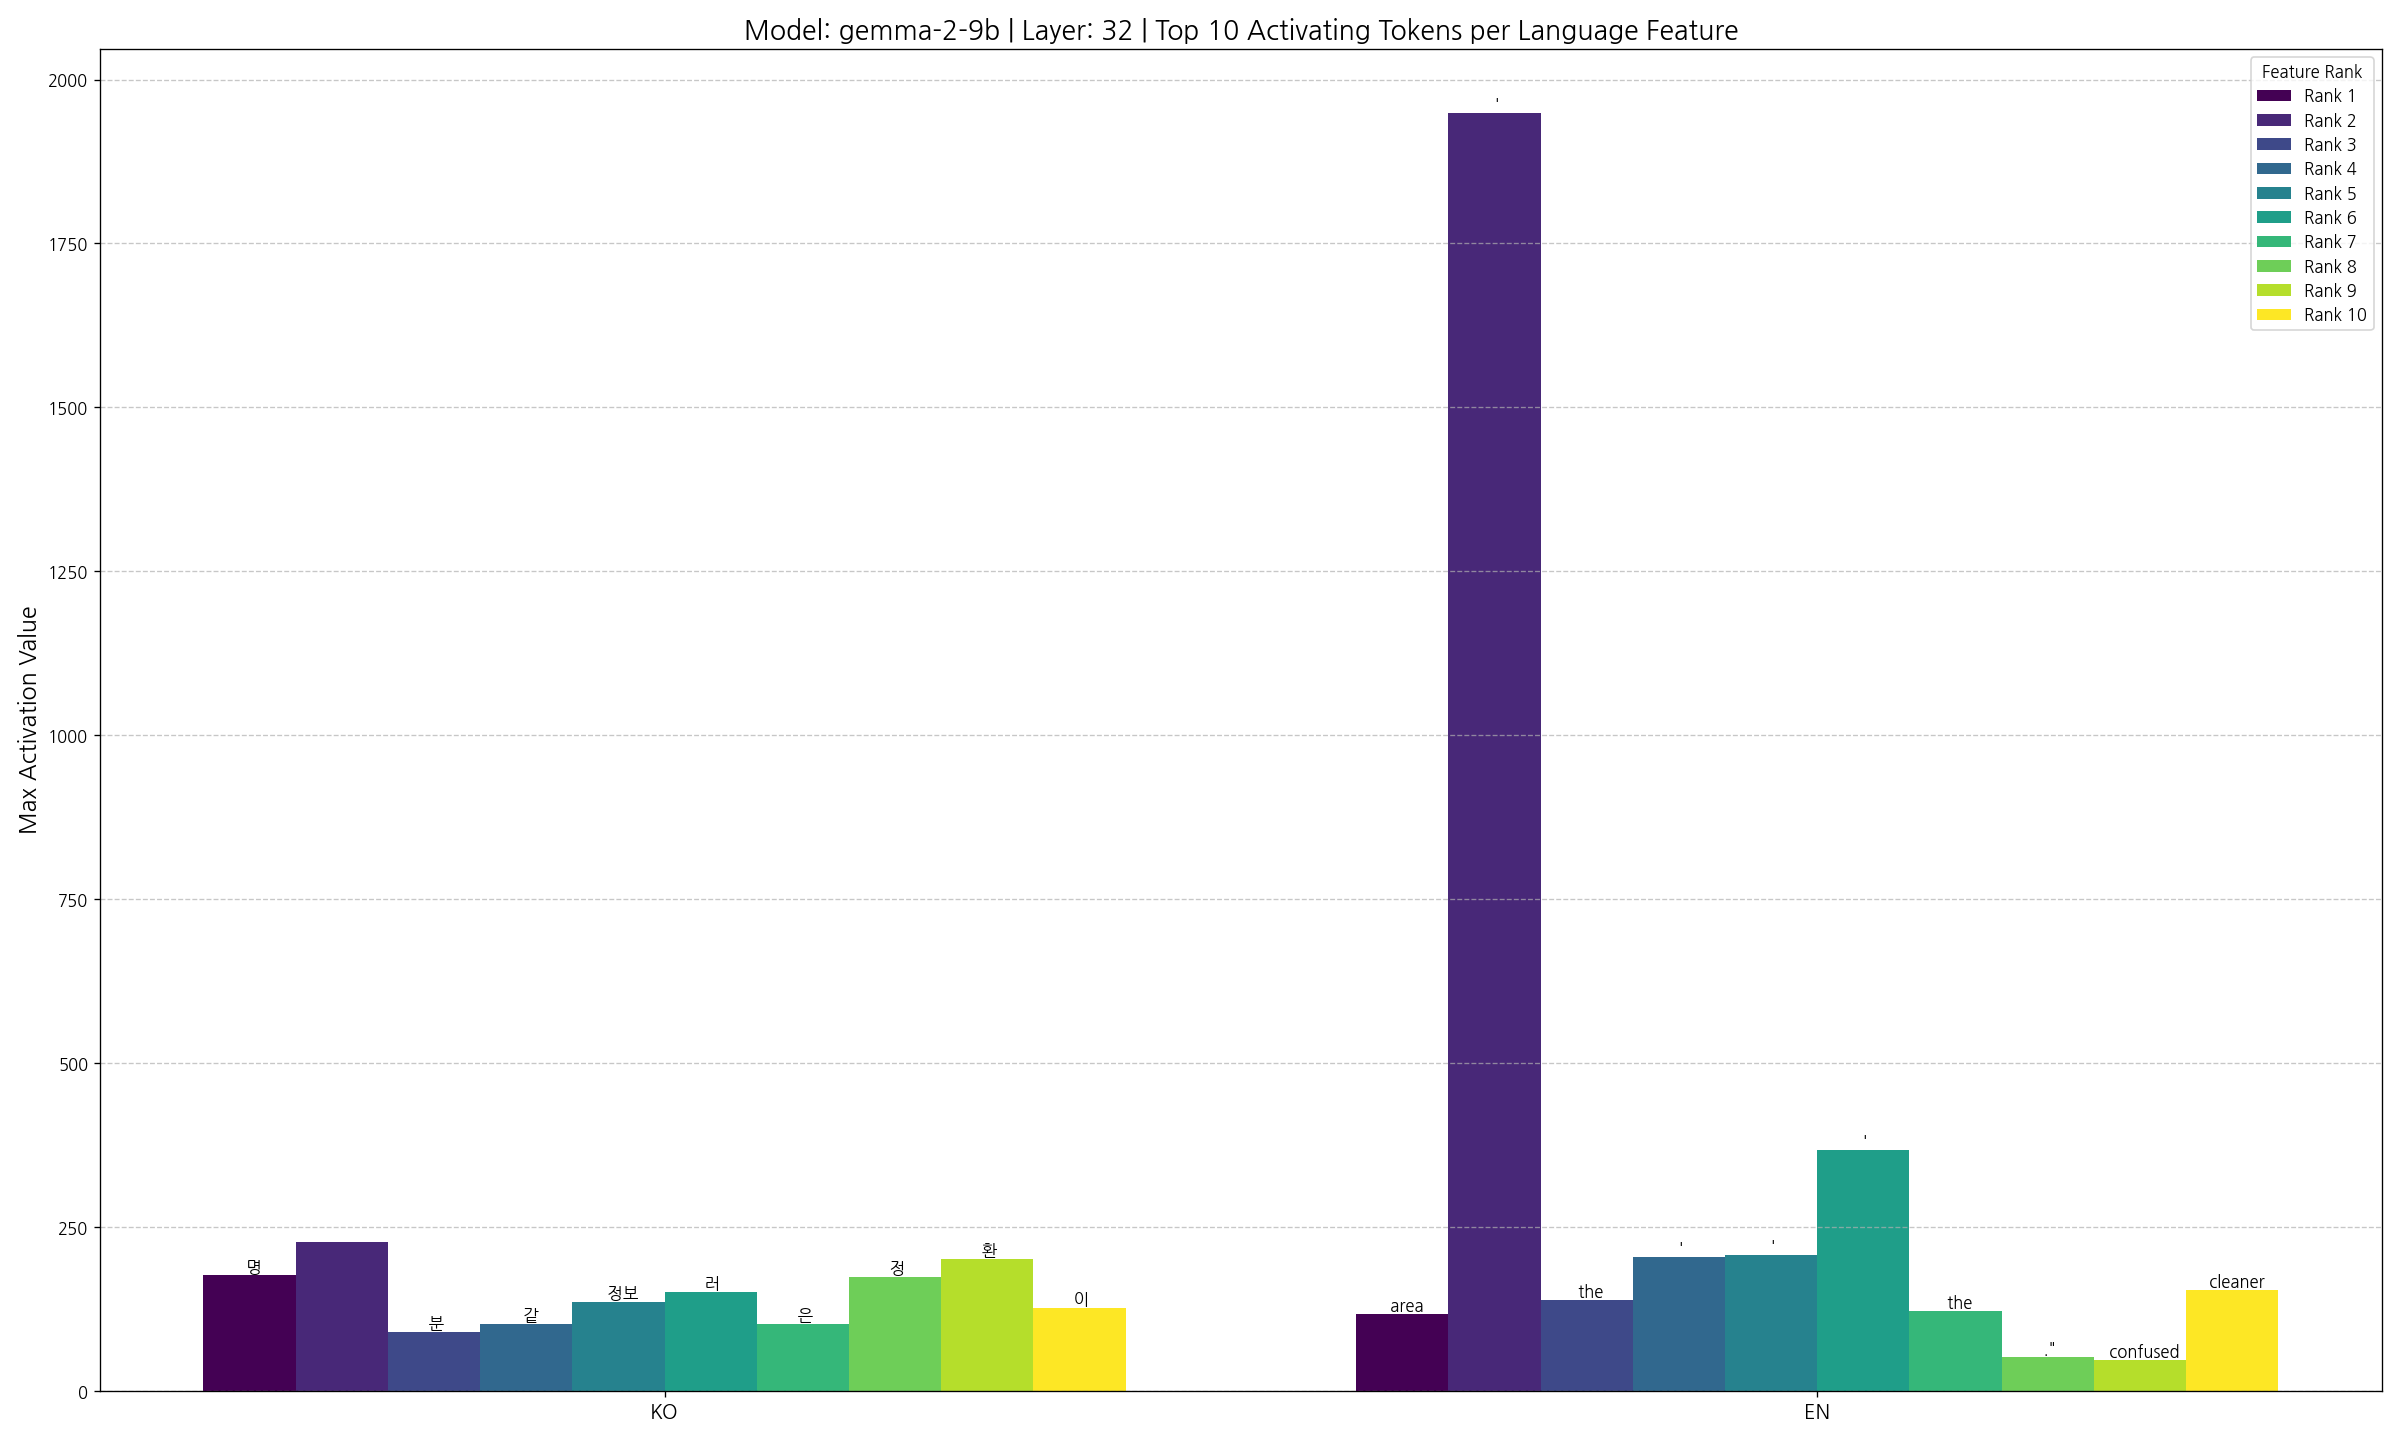 Model: gemma-2-9b | Layer: 32 | Top 10 Activating Tokens per Language Feature
Max Activation Value
2000
1750
1500
1250
1000
750
500
250
0
Feature Rank
Rank 1
Rank 2
Rank 3
Rank 4
Rank 5
Rank 6
Rank 7
Rank 8
Rank 9
Rank 10
명
분
같
정보
러
은
정
환
이
area
'
the
'
'
'
the
."
confused
cleaner
KO
EN